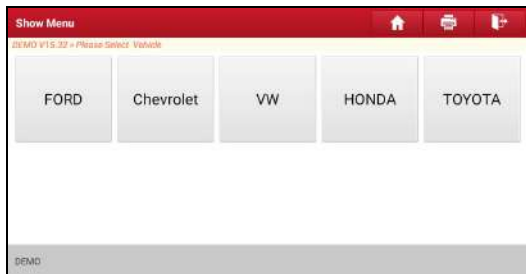 Show Menu
DEMO V15.32 > Please Select Vehicle
FORD Chevrolet VW HONDA TOYOTA
DEMO